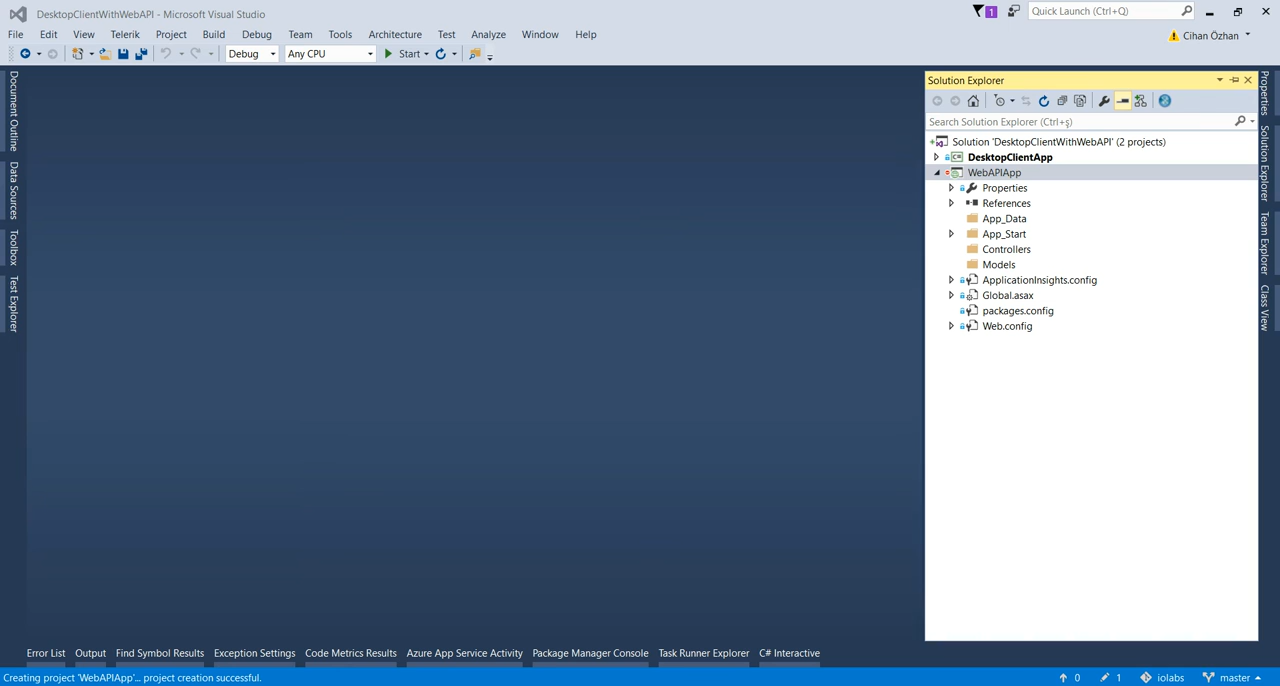 DesktopClientWithWebAPI - Microsoft Visual Studio
1
Quick Launch (Ctrl+Q)
File Edit View Telerik Project Build Debug Team Tools Architecture Test Analyze Window Help
Cihan Özhan
Debug Any CPU Start
Document Outline
Data Sources
Toolbox
Test Explorer
Solution Explorer
Search Solution Explorer (Ctrl+ş)
Solution 'DesktopClientWithWebAPI' (2 projects)
DesktopClientApp
WebAPIApp
Properties
References
App_Data
App_Start
Controllers
Models
ApplicationInsights.config
Global.asax
packages.config
Web.config
Properties
Solution Explorer
Team Explorer
Class View
Error List Output Find Symbol Results Exception Settings Code Metrics Results Azure App Service Activity Package Manager Console Task Runner Explorer C# Interactive
Creating project 'WebAPIApp'... project creation successful.
0 1 iolabs master